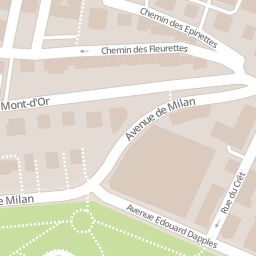 Chemin des Epinettes
Chemin des Fleurettes
Mont-d'Or
Avenue de Milan
Rue du Crêt
e Milan
Avenue Edouard Dapples